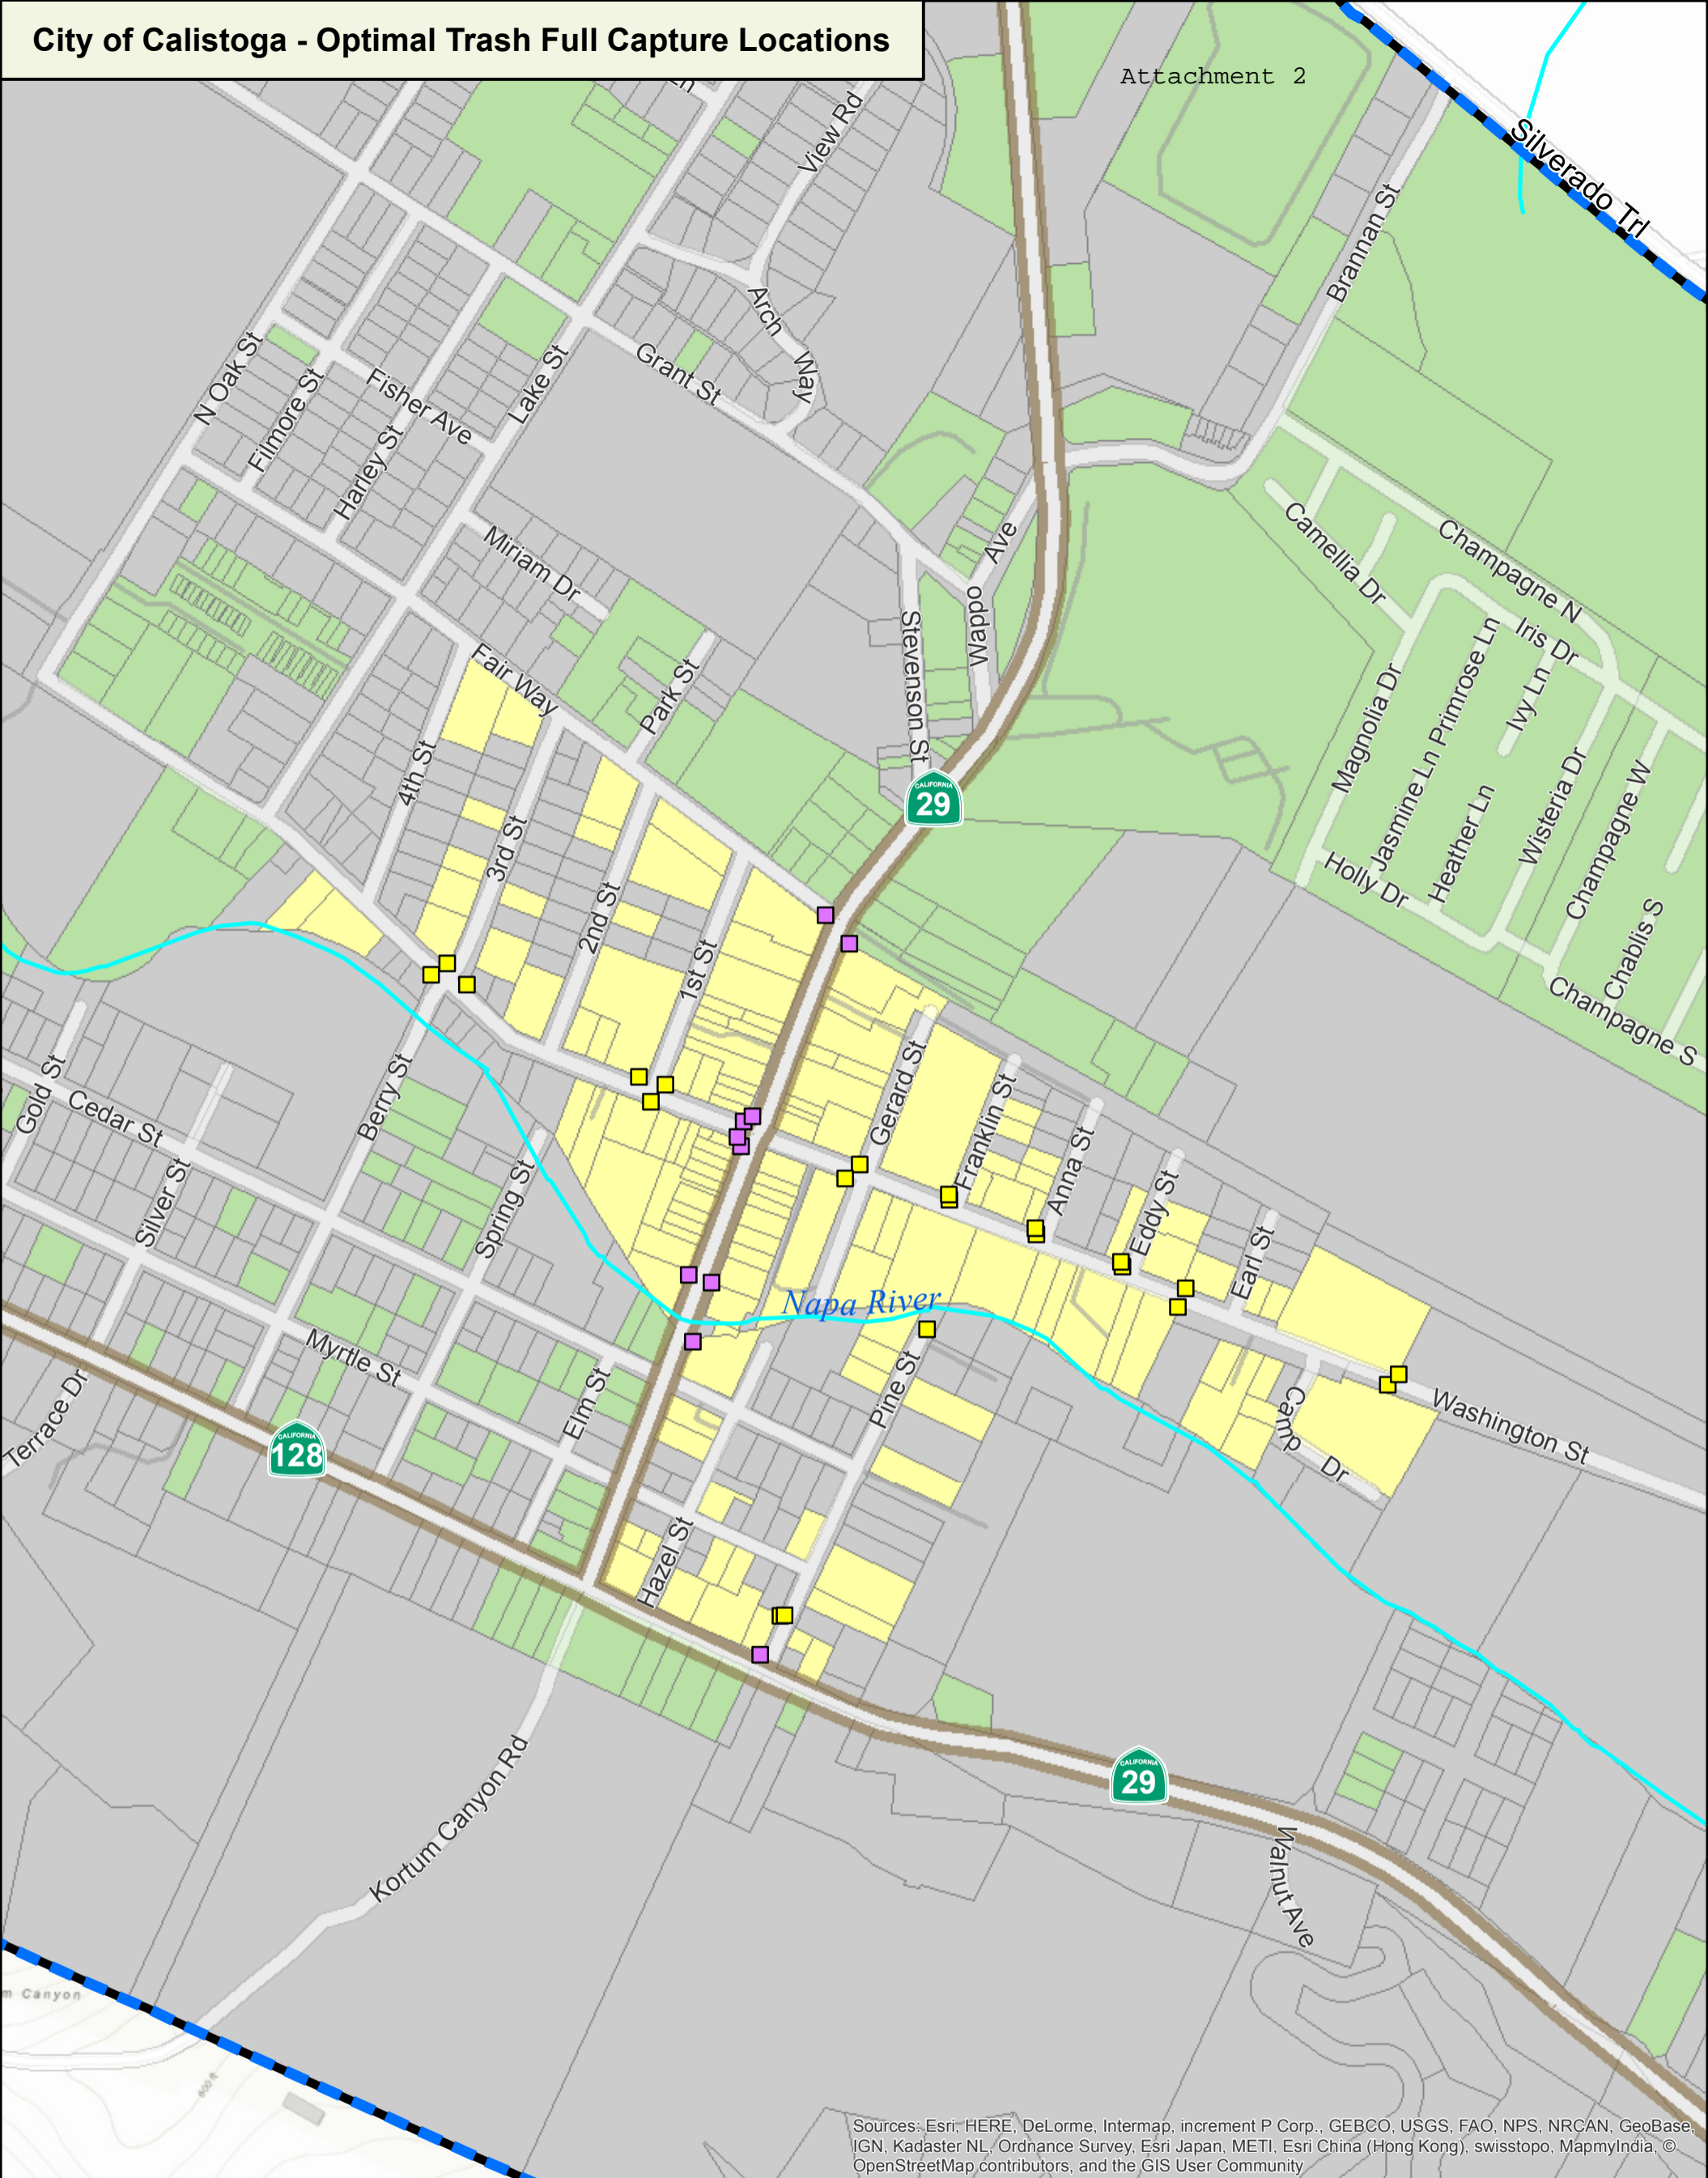 City of Calistoga - Optimal Trash Full Capture Locations
Attachment 2
Silverado Trl
View Rd
Brannan St
Arch Way
Grant St
N Oak St
Filmore St
Fisher Ave
Harley St
Lake St
Miriam Dr
Wappo Ave
Stevenson St
Camellia Dr
Champagne N
Iris Dr
Primrose Ln
Ivy Ln
Magnolia Dr
Jasmine Ln
Heather Ln
Wisteria Dr
Champagne W
Holly Dr
Chablis S
Champagne S
Fair Way
Park St
4th St
3rd St
2nd St
1st St
CALIFORNIA
29
Gold St
Cedar St
Berry St
Silver St
Spring St
Gerard St
Franklin St
Anna St
Eddy St
Earl St
Napa River
Myrtle St
Elm St
Pine St
Terrace Dr
CALIFORNIA
128
Camp Dr
Washington St
Hazel St
Kortum Canyon Rd
CALIFORNIA
29
Walnut Ave
m Canyon
600 ft
Sources: Esri, HERE, DeLorme, Intermap, increment P Corp., GEBCO, USGS, FAO, NPS, NRCAN, GeoBase,
IGN, Kadaster NL, Ordnance Survey, Esri Japan, METI, Esri China (Hong Kong), swisstopo, MapmyIndia, ©
OpenStreetMap contributors, and the GIS User Community